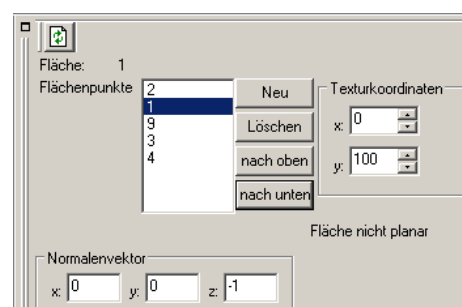 Fläche: 1
Flächenpunkte
2
1
9
3
4
Neu
Löschen
nach oben
nach unten
Texturkoordinaten
x: 0
y: 100
Fläche nicht planar
Normalenvektor
x: 0 y: 0 z: -1